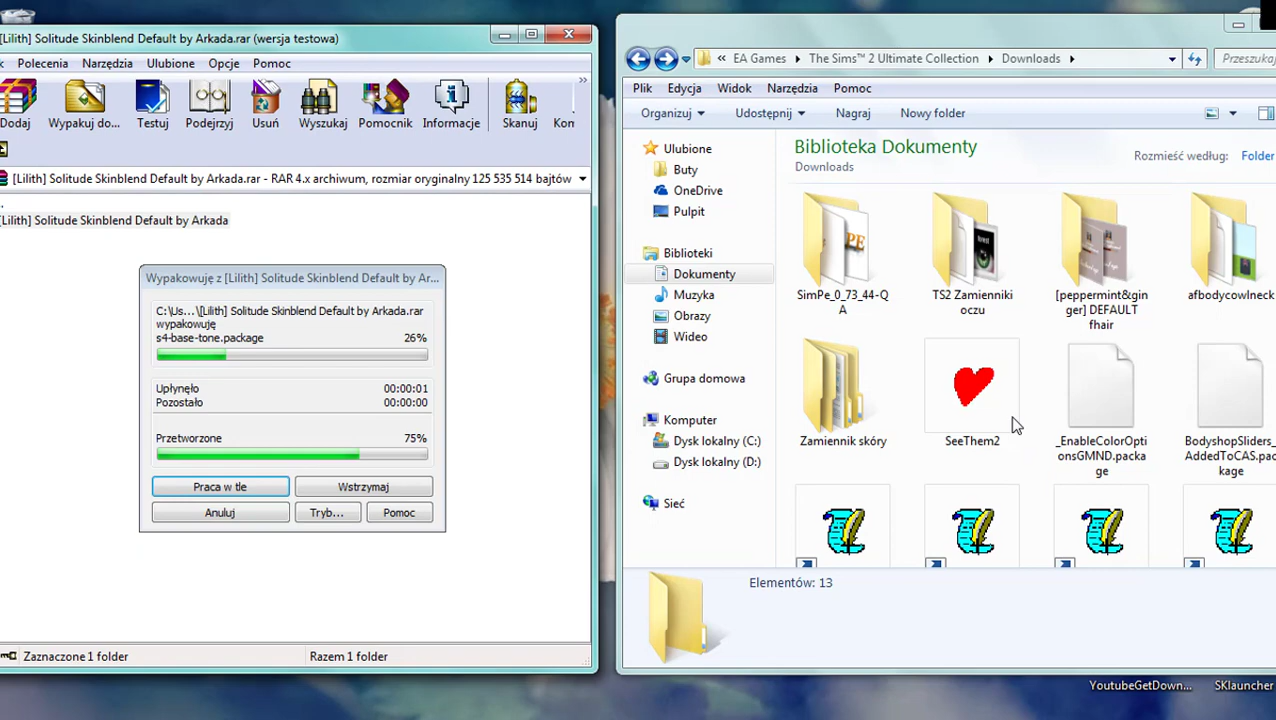 [Lilith] Solitude Skinblend Default by Arkada.rar (wersja testowa)
Polecenia Narzędzia Ulubione Opcje Pomoc
Dodaj Wypakuj do... Testuj Podejrzyj Usuń Wyszukaj Pomocnik Informacje Skanuj
[Lilith] Solitude Skinblend Default by Arkada.rar - RAR 4.x archiwum, rozmiar oryginalny 125 535 514 bajtów
..
[Lilith] Solitude Skinblend Default by Arkada
Wypakowuję z [Lilith] Solitude Skinblend Default by Ar...
C:\Us...\[Lilith] Solitude Skinblend Default by Arkada.rar
wypakowuję
s4-base-tone.package 26%
Upłynęło 00:00:01
Pozostało 00:00:00
Przetworzone 75%
Praca w tle Wstrzymaj
Anuluj Tryb... Pomoc
Zaznaczone 1 folder Razem 1 folder
« EA Games The Sims™ 2 Ultimate Collection Downloads
Przeszukaj:
Plik Edycja Widok Narzędzia Pomoc
Organizuj Udostępnij Nagraj Nowy folder
Ulubione
Buty
OneDrive
Pulpit
Biblioteki
Dokumenty
Muzyka
Obrazy
Wideo
Grupa domowa
Komputer
Dysk lokalny (C:)
Dysk lokalny (D:)
Sieć
Biblioteka Dokumenty
Downloads
Rozmieść według: Folder
SimPe_0_73_44-Q
A
TS2 Zamienniki
oczu
[peppermint&gin
ger] DEFAULT
fhair
afbodycowlneck
Zamiennik skóry
SeeThem2
_EnableColorOpti
onsGMND.packa
ge
BodyshopSliders_
AddedToCAS.pac
kage
Elementów: 13
YoutubeGetDown...
SKlauncher